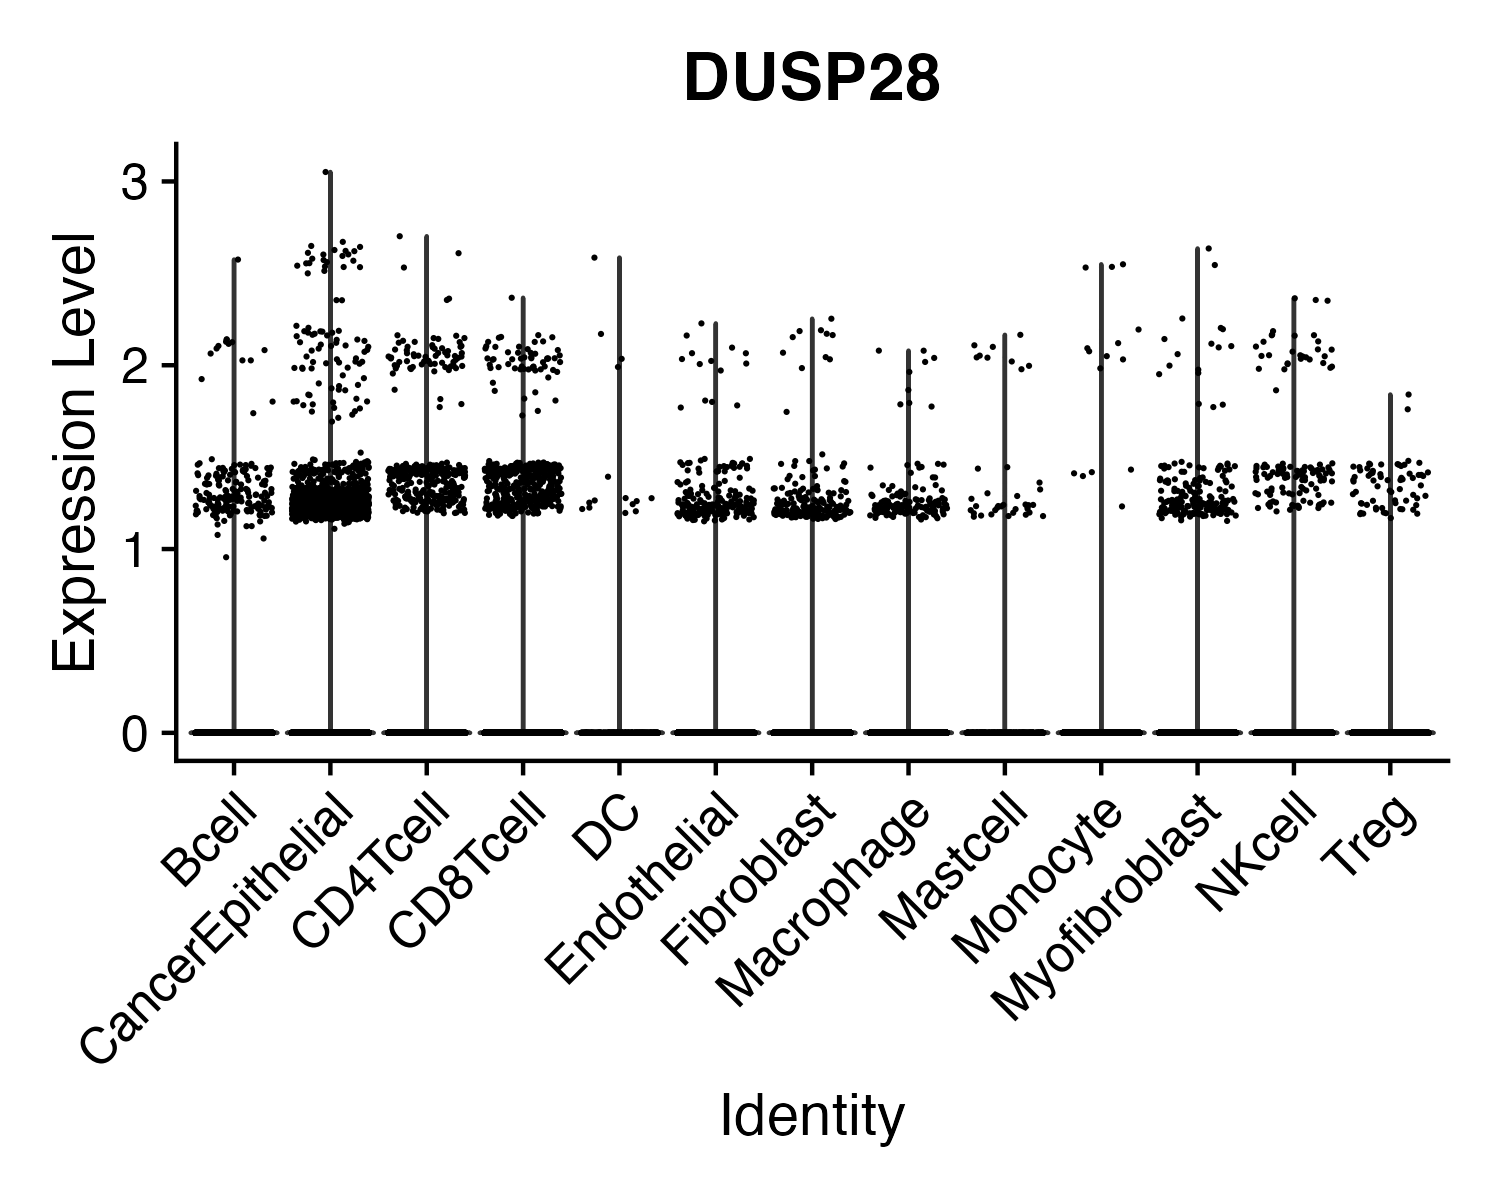 DUSP28
Expression Level
3
2
1
0
Bcell
CancerEpithelial
CD4Tcell
CD8Tcell
DC
Endothelial
Fibroblast
Macrophage
Mastcell
Monocyte
Myofibroblast
NKcell
Treg
Identity